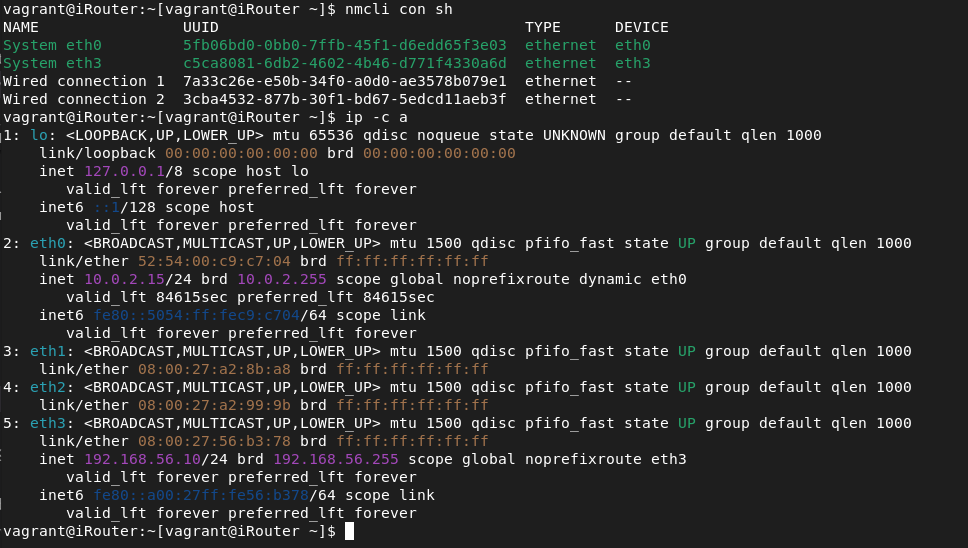 vagrant@iRouter:~[vagrant@iRouter ~]$ nmcli con sh
NAME                UUID                                  TYPE      DEVICE
System eth0         5fb06bd0-0bb0-7ffb-45f1-d6edd65f3e03  ethernet  eth0
System eth3         c5ca8081-6db2-4602-4b46-d771f4330a6d  ethernet  eth3
Wired connection 1  7a33c26e-e50b-34f0-a0d0-ae3578b079e1  ethernet  --
Wired connection 2  3cba4532-877b-30f1-bd67-5edcd11aeb3f  ethernet  --
vagrant@iRouter:~[vagrant@iRouter ~]$ ip -c a
1: lo: <LOOPBACK,UP,LOWER_UP> mtu 65536 qdisc noqueue state UNKNOWN group default qlen 1000
    link/loopback 00:00:00:00:00:00 brd 00:00:00:00:00:00
    inet 127.0.0.1/8 scope host lo
       valid_lft forever preferred_lft forever
    inet6 ::1/128 scope host
       valid_lft forever preferred_lft forever
2: eth0: <BROADCAST,MULTICAST,UP,LOWER_UP> mtu 1500 qdisc pfifo_fast state UP group default qlen 1000
    link/ether 52:54:00:c9:c7:04 brd ff:ff:ff:ff:ff:ff
    inet 10.0.2.15/24 brd 10.0.2.255 scope global noprefixroute dynamic eth0
       valid_lft 84615sec preferred_lft 84615sec
    inet6 fe80::5054:ff:fec9:c704/64 scope link
       valid_lft forever preferred_lft forever
3: eth1: <BROADCAST,MULTICAST,UP,LOWER_UP> mtu 1500 qdisc pfifo_fast state UP group default qlen 1000
    link/ether 08:00:27:a2:8b:a8 brd ff:ff:ff:ff:ff:ff
4: eth2: <BROADCAST,MULTICAST,UP,LOWER_UP> mtu 1500 qdisc pfifo_fast state UP group default qlen 1000
    link/ether 08:00:27:a2:99:9b brd ff:ff:ff:ff:ff:ff
5: eth3: <BROADCAST,MULTICAST,UP,LOWER_UP> mtu 1500 qdisc pfifo_fast state UP group default qlen 1000
    link/ether 08:00:27:56:b3:78 brd ff:ff:ff:ff:ff:ff
    inet 192.168.56.10/24 brd 192.168.56.255 scope global noprefixroute eth3
       valid_lft forever preferred_lft forever
    inet6 fe80::a00:27ff:fe56:b378/64 scope link
       valid_lft forever preferred_lft forever
vagrant@iRouter:~[vagrant@iRouter ~]$